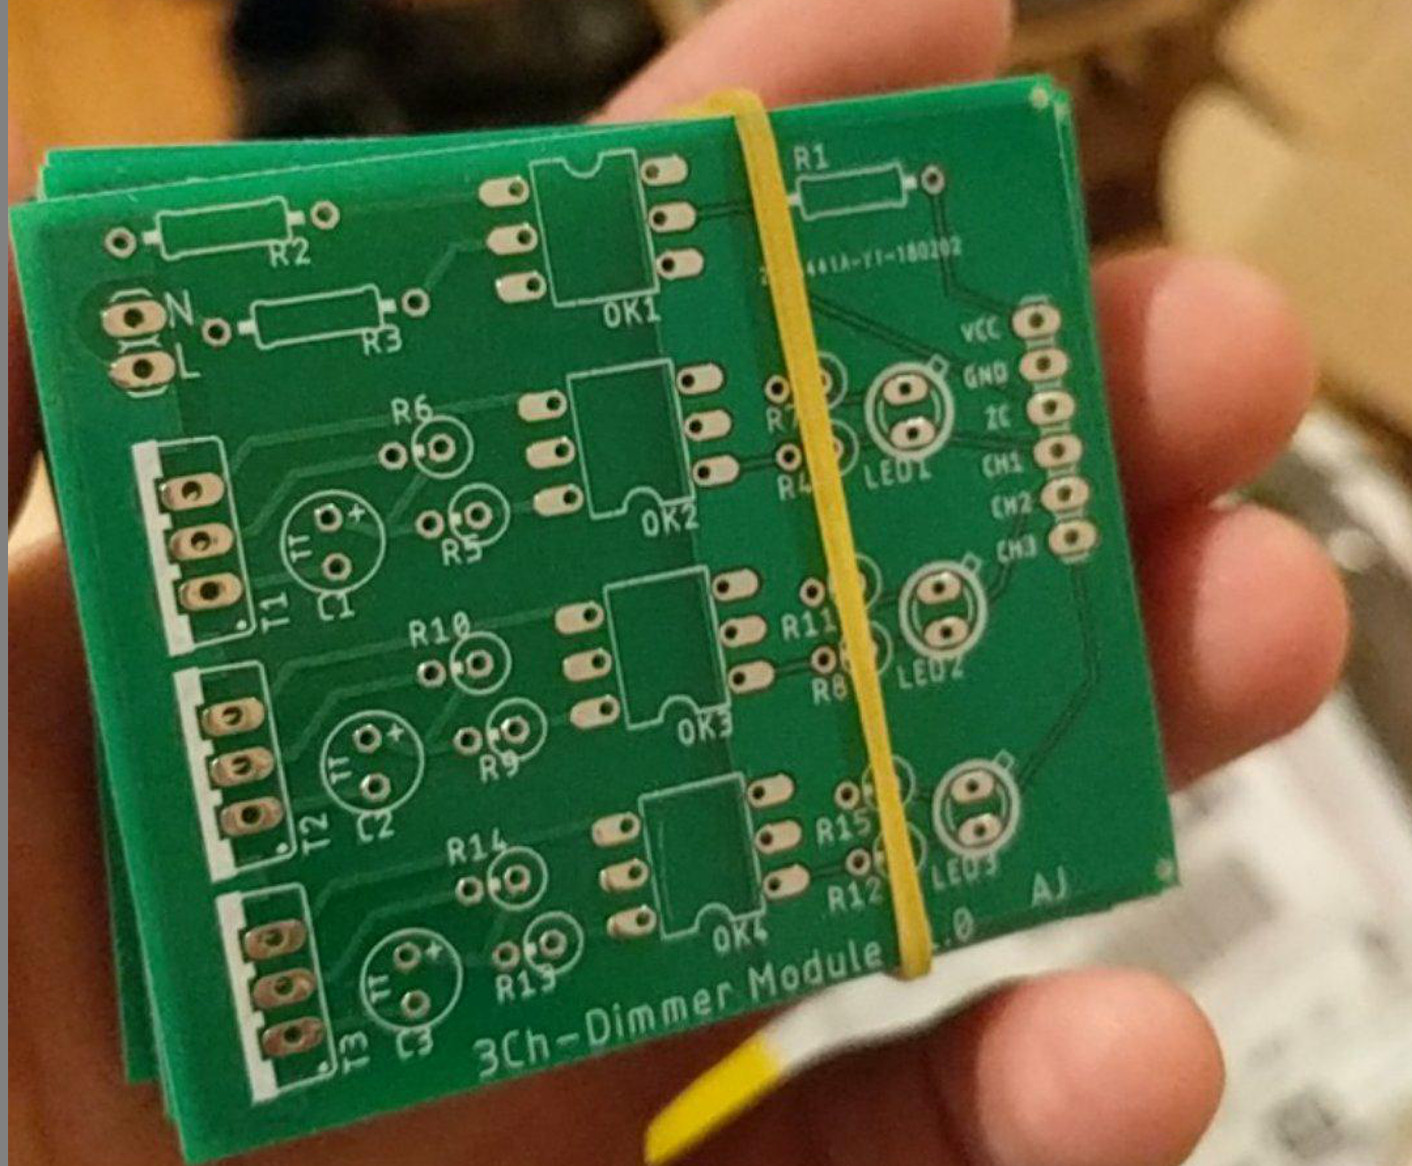 R1
R2
441A-Y1-180202
N
R3
OK1
L
VCC
GND
ZC
R6
R7
CH1
LED1
R4
CH2
OK2
R5
CH3
T1
C1
R10
R11
LED2
R8
OK3
R9
T2
C2
R15
R14
LED3
R12
AJ
OK4
R13
3Ch-Dimmer Module .0
T3
C3